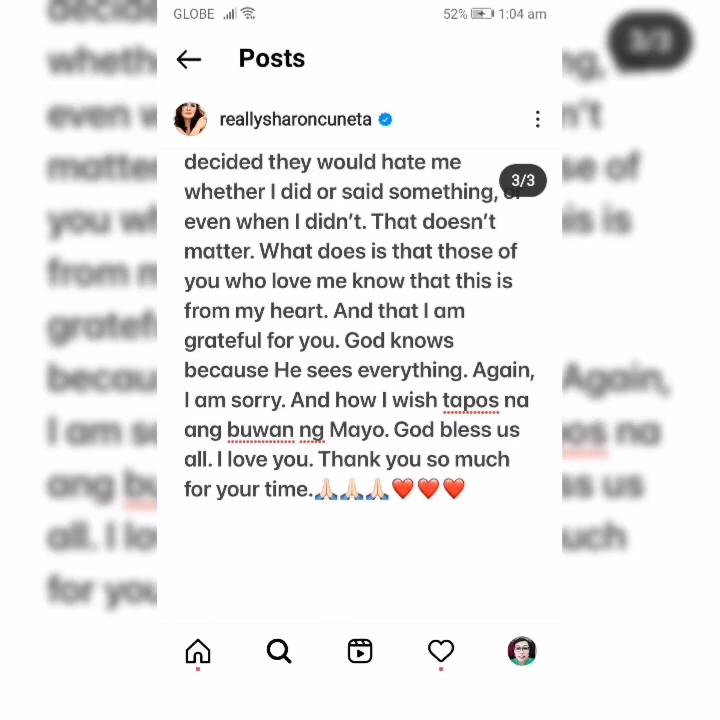 GLOBE 52% 1:04 am
Posts
3/3
reallysharoncuneta
decided they would hate me
3/3
whether I did or said something, or
even when I didn't. That doesn't
matter. What does is that those of
you who love me know that this is
from my heart. And that I am
grateful for you. God knows
because He sees everything. Again,
I am sorry. And how I wish tapos na
ang buwan ng Mayo. God bless us
all. I love you. Thank you so much
for your time.🙏🏻🙏🏻🙏🏻❤️❤️❤️